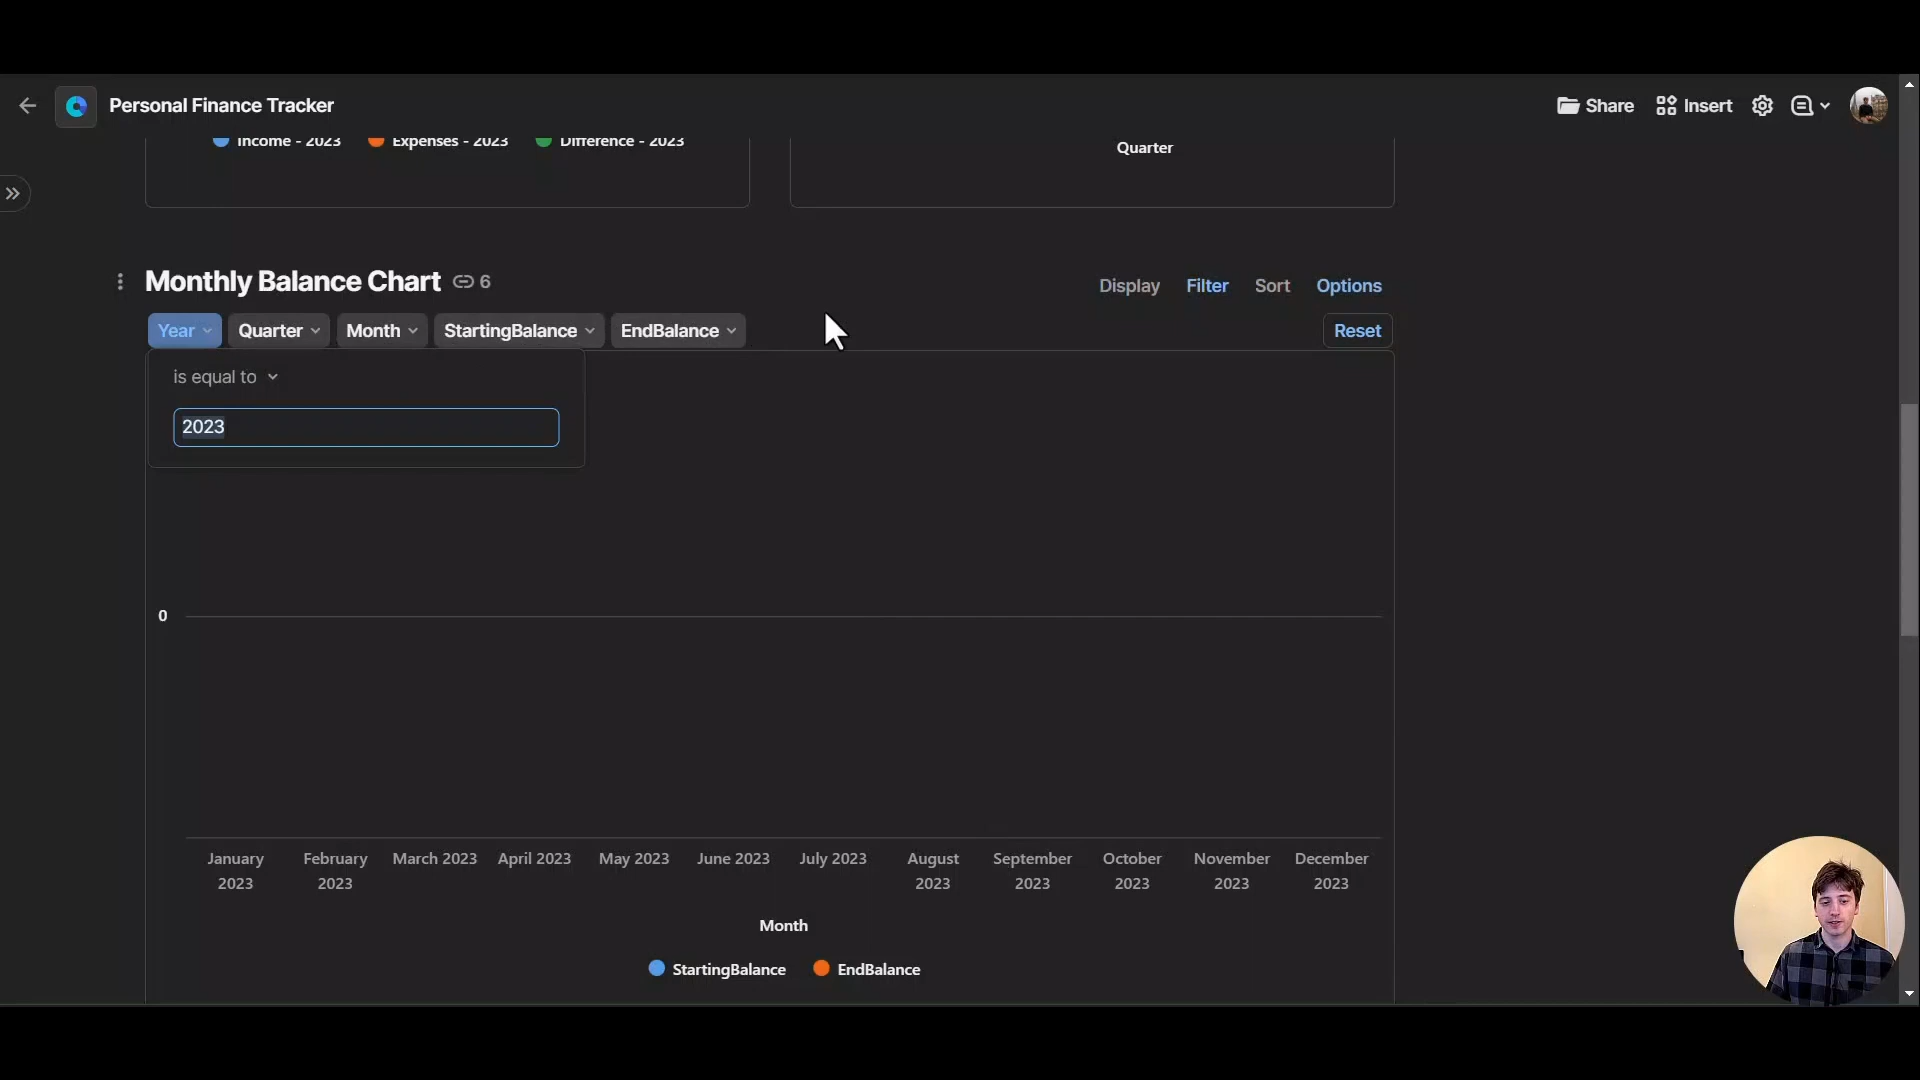 Personal Finance Tracker
Share
Insert
Income - 2023
Expenses - 2023
Difference - 2023
Quarter
Monthly Balance Chart
6
Display
Filter
Sort
Options
Year
Quarter
Month
StartingBalance
EndBalance
Reset
is equal to
2023
0
January
2023
February
2023
March 2023
April 2023
May 2023
June 2023
July 2023
August
2023
September
2023
October
2023
November
2023
December
2023
Month
StartingBalance
EndBalance